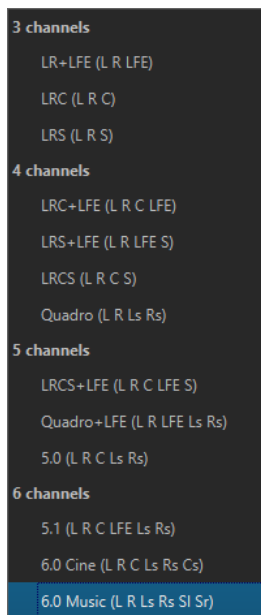 3 channels
LR+LFE (L R LFE)
LRC (L R C)
LRS (L R S)
4 channels
LRC+LFE (L R C LFE)
LRS+LFE (L R LFE S)
LRCS (L R C S)
Quadro (L R Ls Rs)
5 channels
LRCS+LFE (L R C LFE S)
Quadro+LFE (L R LFE Ls Rs)
5.0 (L R C Ls Rs)
6 channels
5.1 (L R C LFE Ls Rs)
6.0 Cine (L R C Ls Rs Cs)
6.0 Music (L R Ls Rs Sl Sr)